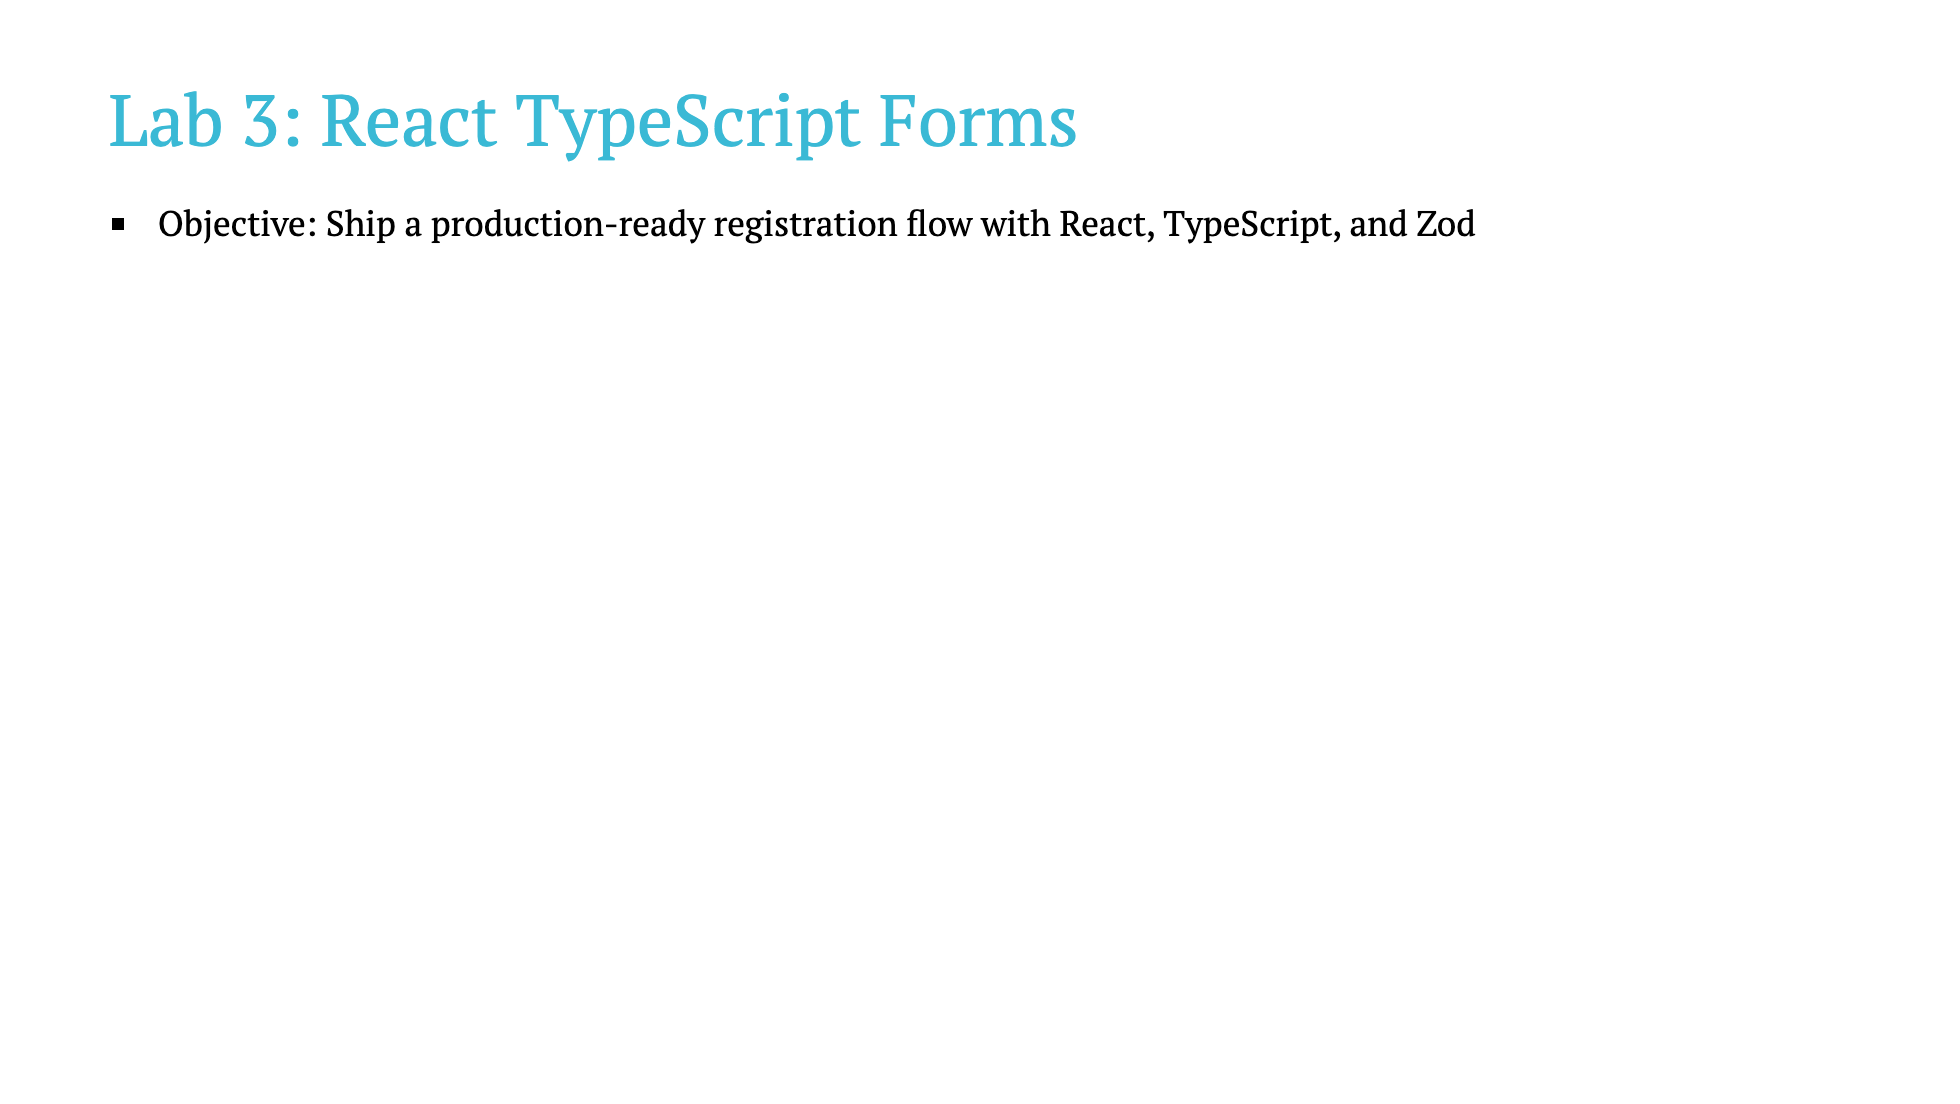 Lab 3: React TypeScript Forms
▪ Objective: Ship a production-ready registration flow with React, TypeScript, and Zod